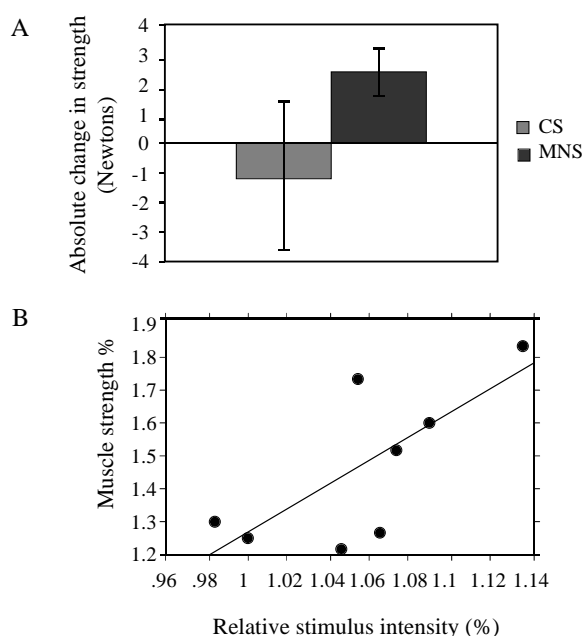 A
Absolute change in strength
(Newtons)
4
3
2
1
0
-1
-2
-3
-4
CS
MNS
B
Muscle strength %
1.9
1.8
1.7
1.6
1.5
1.4
1.3
1.2
.96 .98 1 1.02 1.04 1.06 1.08 1.1 1.12 1.14
Relative stimulus intensity (%)